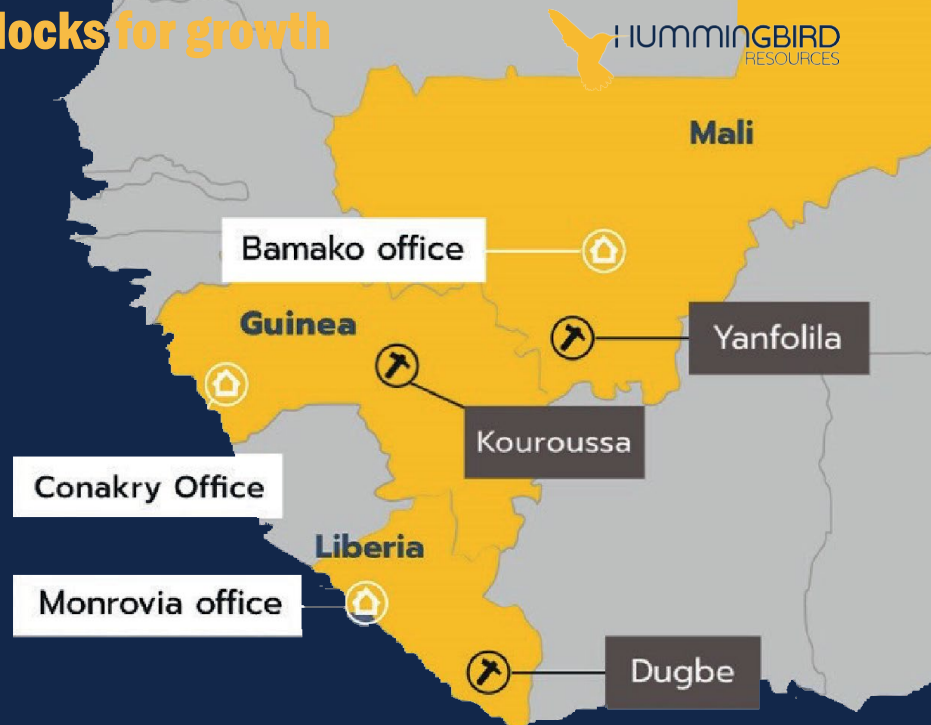 locks for growth
HUMMINGBIRD
RESOURCES
Mali
Bamako office
Guinea
Yanfolila
Kouroussa
Conakry Office
Liberia
Monrovia office
Dugbe